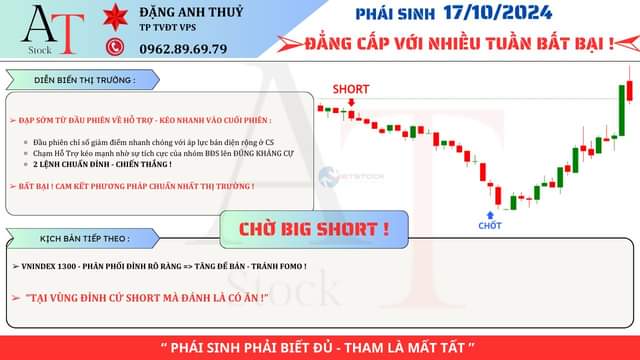 AT
Stock
ĐẶNG ANH THUỶ
TP TVĐT VPS
0962.89.69.79
PHÁI SINH 17/10/2024
ĐẲNG CẤP VỚI NHIỀU TUẦN BẤT BẠI !
DIỄN BIẾN THỊ TRƯỜNG :
ĐẠP SỚM TỪ ĐẦU PHIÊN VỀ HỖ TRỢ - KÉO NHANH VÀO CUỐI PHIÊN :
Đầu phiên chỉ số giảm điểm nhanh chóng với áp lực bán diện rộng ở CS
Chạm Hỗ Trợ kéo mạnh nhờ sự tích cực của nhóm BĐS lên ĐÚNG KHÁNG CỰ
2 LỆNH CHUẨN ĐỈNH - CHIẾN THẮNG !
BẤT BẠI ! CAM KẾT PHƯƠNG PHÁP CHUẨN NHẤT THỊ TRƯỜNG !
SHORT
VIETSTOCK
CHỐT
CHỜ BIG SHORT !
KỊCH BẢN TIẾP THEO :
VNINDEX 1300 - PHÂN PHỐI ĐỈNH RÕ RÀNG => TĂNG ĐỂ BÁN - TRÁNH FOMO !
“TẠI VÙNG ĐỈNH CỨ SHORT MÀ ĐÁNH LÀ CÓ ĂN !”
AT
Stock
“ PHÁI SINH PHẢI BIẾT ĐỦ - THAM LÀ MẤT TẤT ”